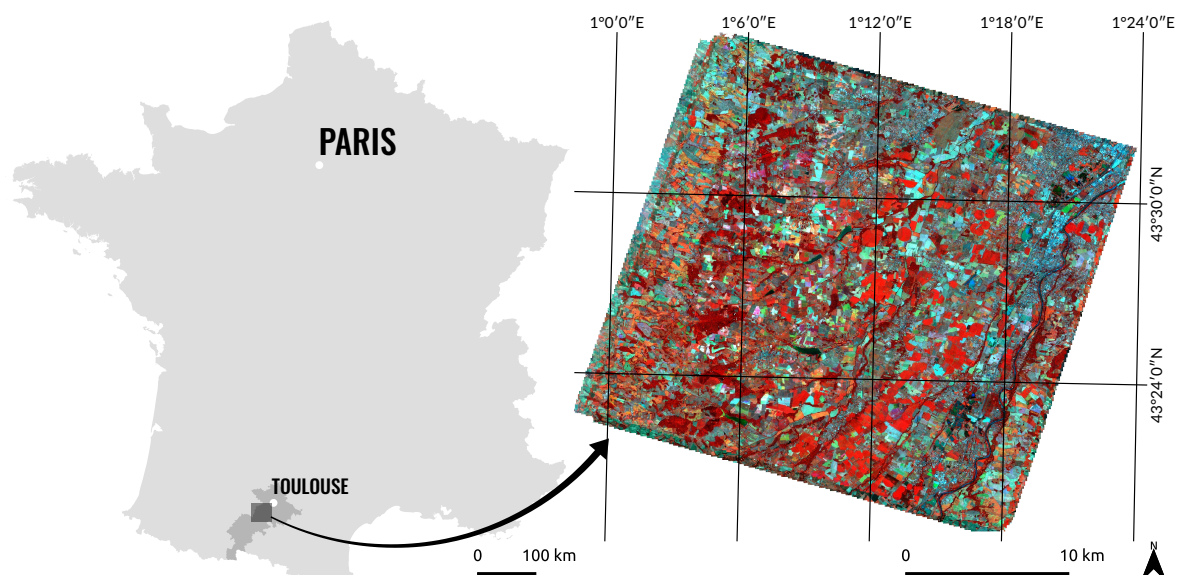 1°0′0″E 1°6′0″E 1°12′0″E 1°18′0″E 1°24′0″E
PARIS
43°30′0″N
43°24′0″N
TOULOUSE
0 100 km
0 10 km
N